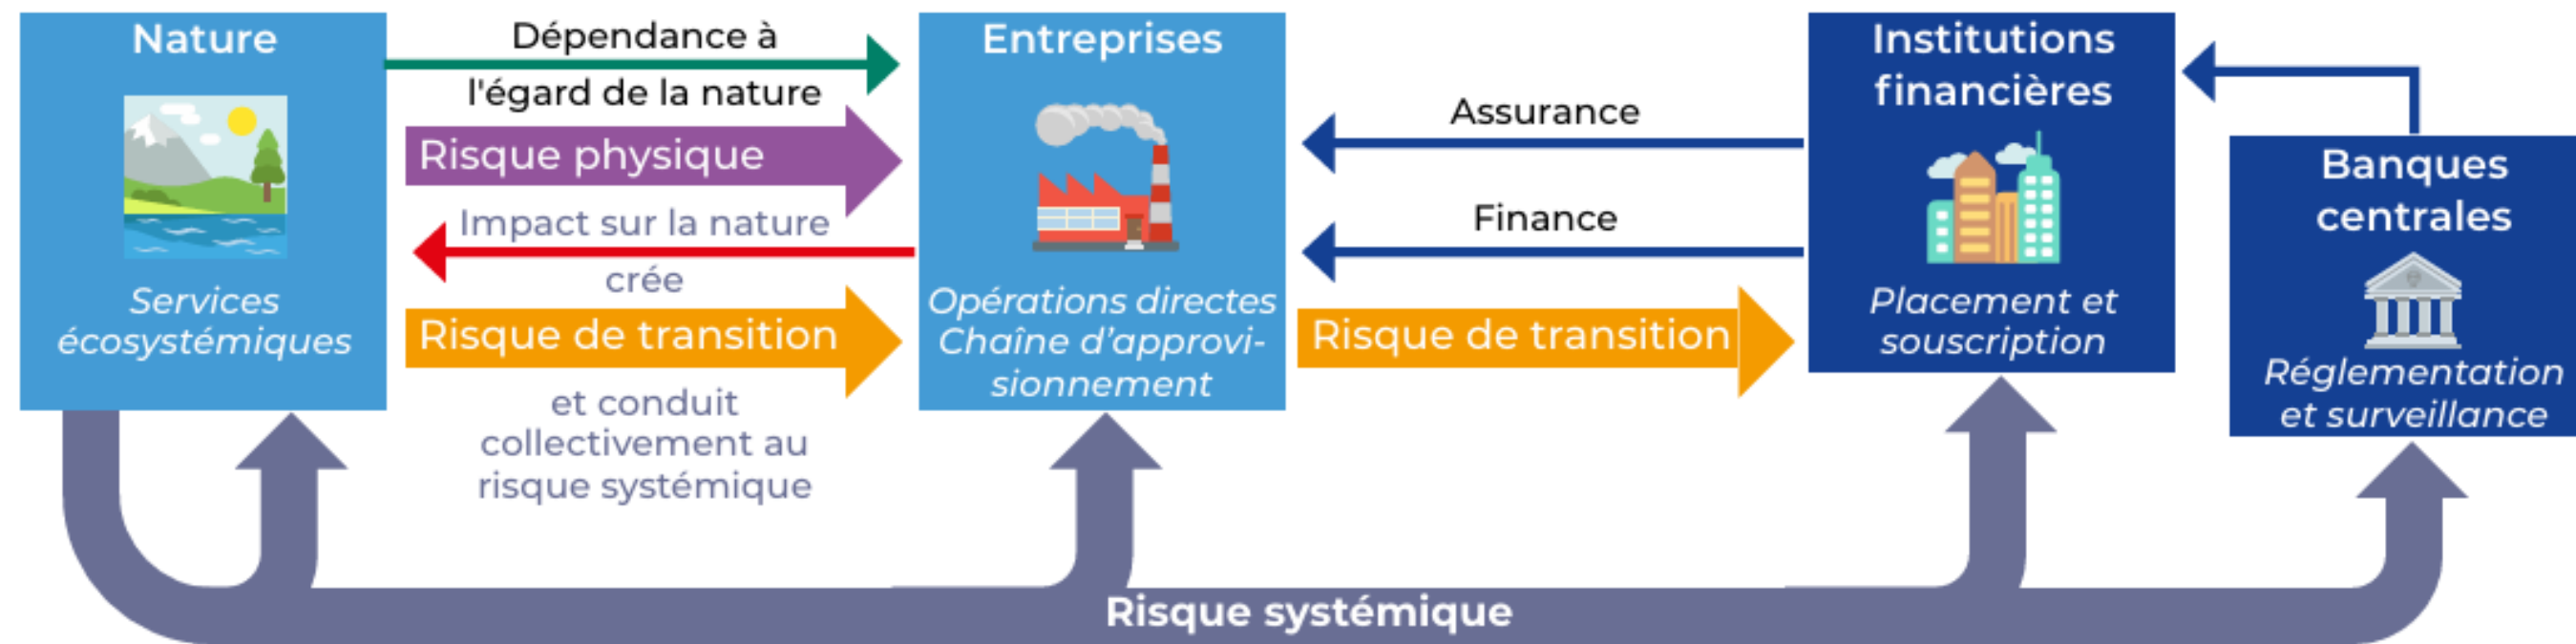 Nature
Services
écosystémiques
Dépendance à
l'égard de la nature
Risque physique
Impact sur la nature
crée
Risque de transition
et conduit
collectivement au
risque systémique
Entreprises
Opérations directes
Chaîne d'approvi-
sionnement
Assurance
Finance
Risque de transition
Institutions
financières
Placement et
souscription
Banques
centrales
Réglementation
et surveillance
Risque systémique